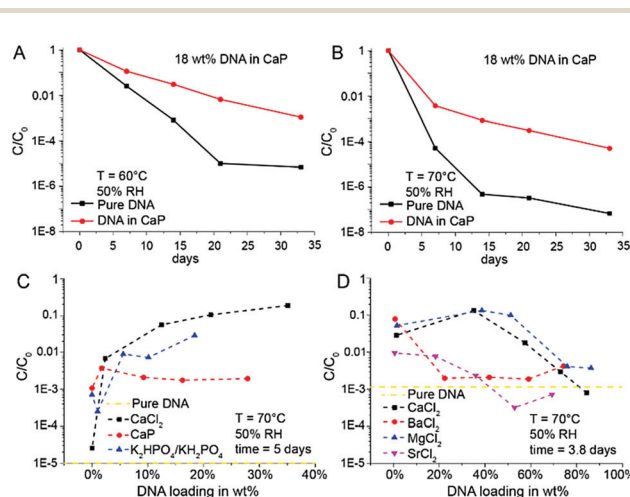 A
18 wt% DNA in CaP
1
0.01
1E-4
1E-6
1E-8
C/C₀
T = 60°C
50% RH
Pure DNA
DNA in CaP
0 5 10 15 20 25 30 35
days
B
18 wt% DNA in CaP
1
0.01
1E-4
1E-6
1E-8
C/C₀
T = 70°C
50% RH
Pure DNA
DNA in CaP
0 5 10 15 20 25 30 35
days
C
1
0.1
0.01
1E-3
1E-4
1E-5
C/C₀
Pure DNA
CaCl₂
CaP
K₂HPO₄/KH₂PO₄
T = 70°C
50% RH
time = 5 days
0% 10% 20% 30% 40%
DNA loading in wt%
D
1
0.1
0.01
1E-3
1E-4
1E-5
C/C₀
Pure DNA
CaCl₂
BaCl₂
MgCl₂
SrCl₂
T = 70°C
50% RH
time = 3.8 days
0% 20% 40% 60% 80% 100%
DNA loading in wt%